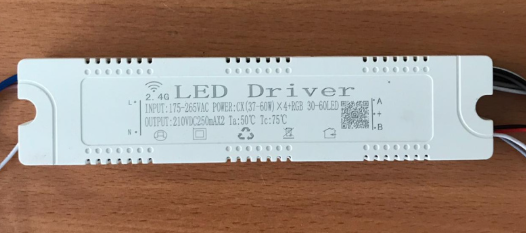 LED Driver
2.4G
L
INPUT:175-265VAC POWER:CX(37-60W)×4+RGB 30-60LED
A
+
N
OUTPUT:210VDC250mAX2 Ta:50℃ Tc:75℃
B